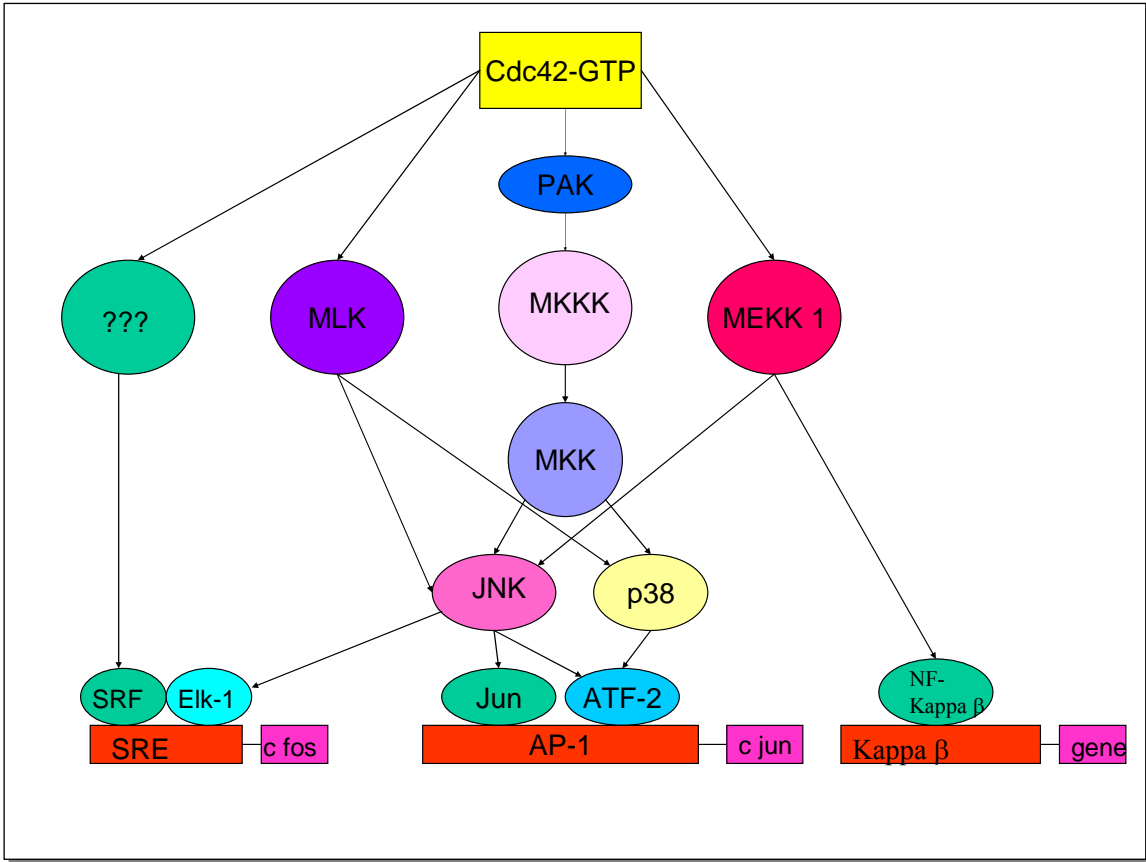 Cdc42-GTP
PAK
???
MLK
MKKK
MEKK 1
MKK
JNK
p38
SRF
Elk-1
Jun
ATF-2
NF-
Kappa β
SRE
c fos
AP-1
c jun
Kappa β
gene